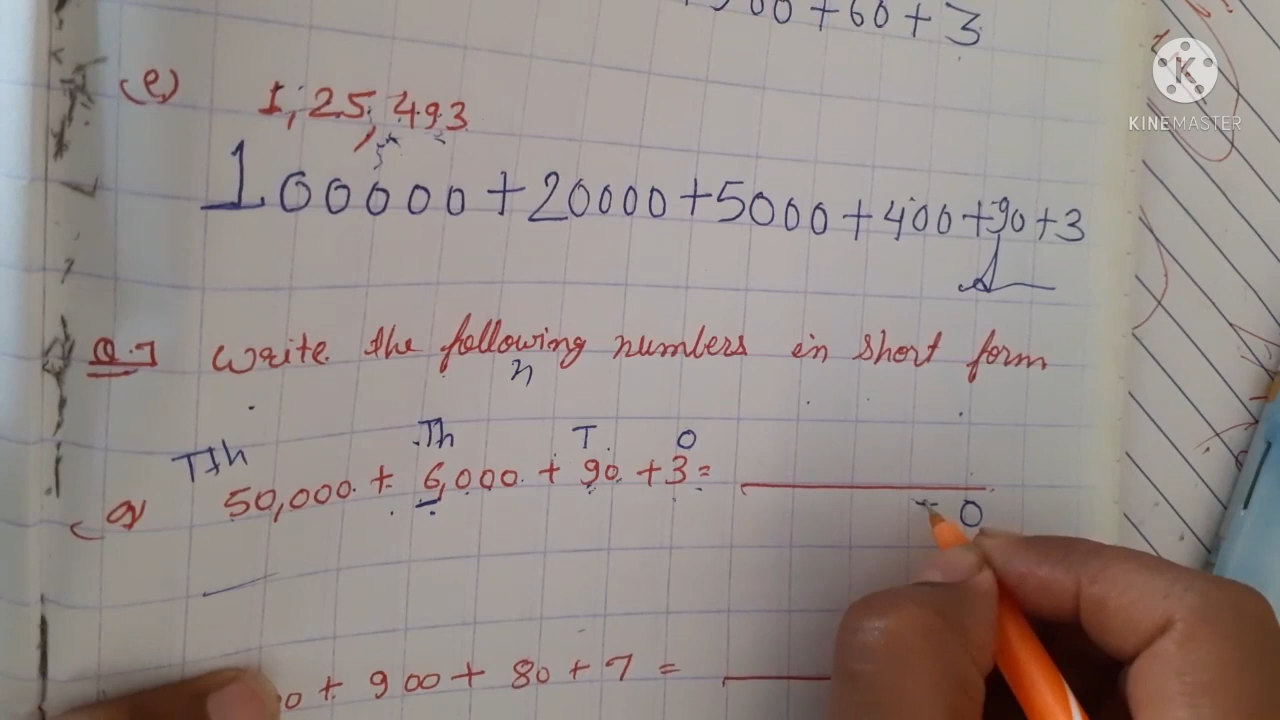 + 60 + 3
K
KINEMASTER
(e) 1,25,493
100000 + 20000 + 5000 + 400 + 90 + 3
Q.7 Write the following numbers in short form
n
TTh Th T. O
(a) 50,000 + 6,000 + 90 + 3 =
O
0 + 900 + 80 + 7 =